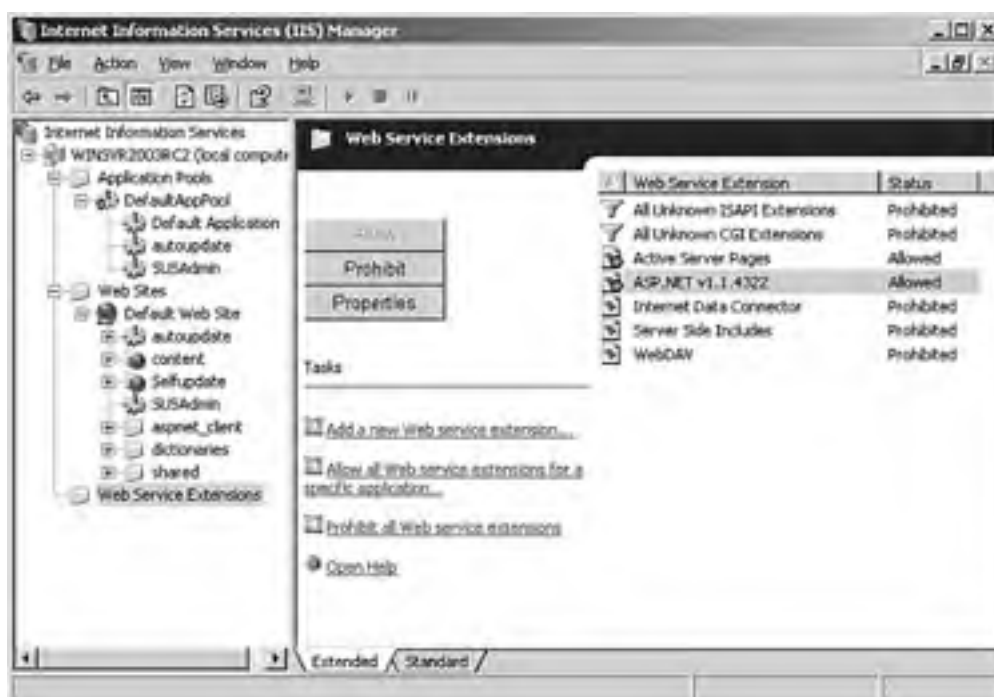 Internet Information Services (IIS) Manager
File Action View Window Help
Internet Information Services
WINSVR2003RC2 (local compute
Application Pools
DefaultAppPool
Default Application
autoupdate
SUSAdmin
Web Sites
Default Web Site
autoupdate
content
Selfupdate
SUSAdmin
aspnet_client
dictionaries
shared
Web Service Extensions
Web Service Extensions
Allow
Prohibit
Properties
Tasks
Add a new Web service extension...
Allow all Web service extensions for a
specific application...
Prohibit all Web service extensions
Open Help
Web Service Extension Status
All Unknown ISAPI Extensions Prohibited
All Unknown CGI Extensions Prohibited
Active Server Pages Allowed
ASP.NET v1.1.4322 Allowed
Internet Data Connector Prohibited
Server Side Includes Prohibited
WebDAV Prohibited
Extended Standard